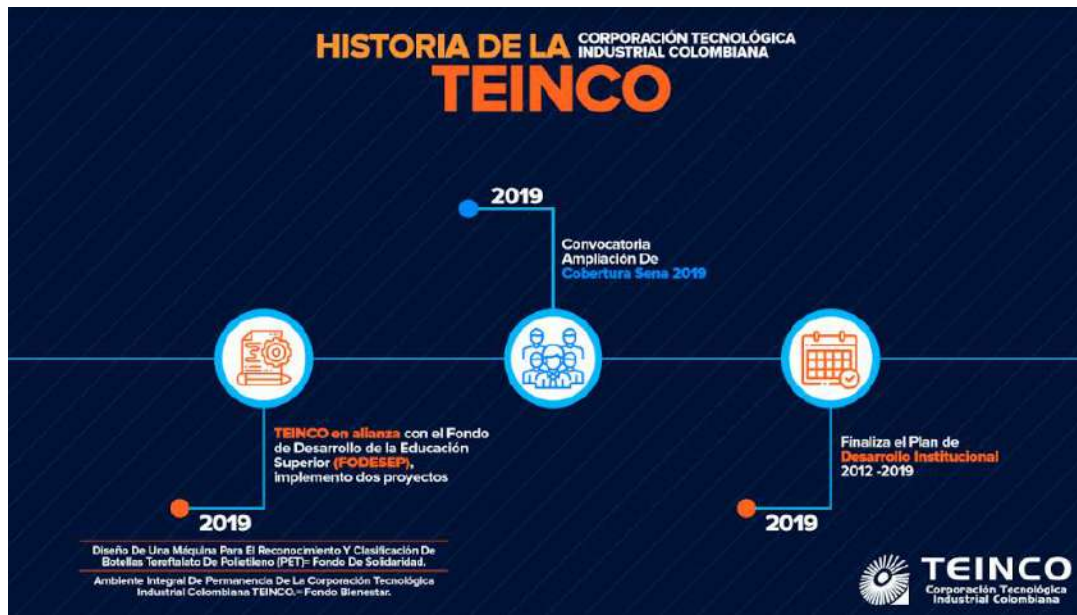 HISTORIA DE LA CORPORACIÓN TECNOLÓGICA
INDUSTRIAL COLOMBIANA
TEINCO
2019
Convocatoria
Ampliación De
Cobertura Sena 2019
TEINCO en alianza con el Fondo
de Desarrollo de la Educación
Superior (FODESEP),
implemento dos proyectos
2019
Diseño De Una Máquina Para El Reconocimiento Y Clasificación De
Botellas Tereftalato De Polietileno (PET)= Fondo De Solidaridad.
Ambiente Integral De Permanencia De La Corporación Tecnológica
Industrial Colombiana TEINCO.= Fondo Bienestar.
Finaliza el Plan de
Desarrollo Institucional
2012 -2019
2019
TEINCO
Corporación Tecnológica
Industrial Colombiana